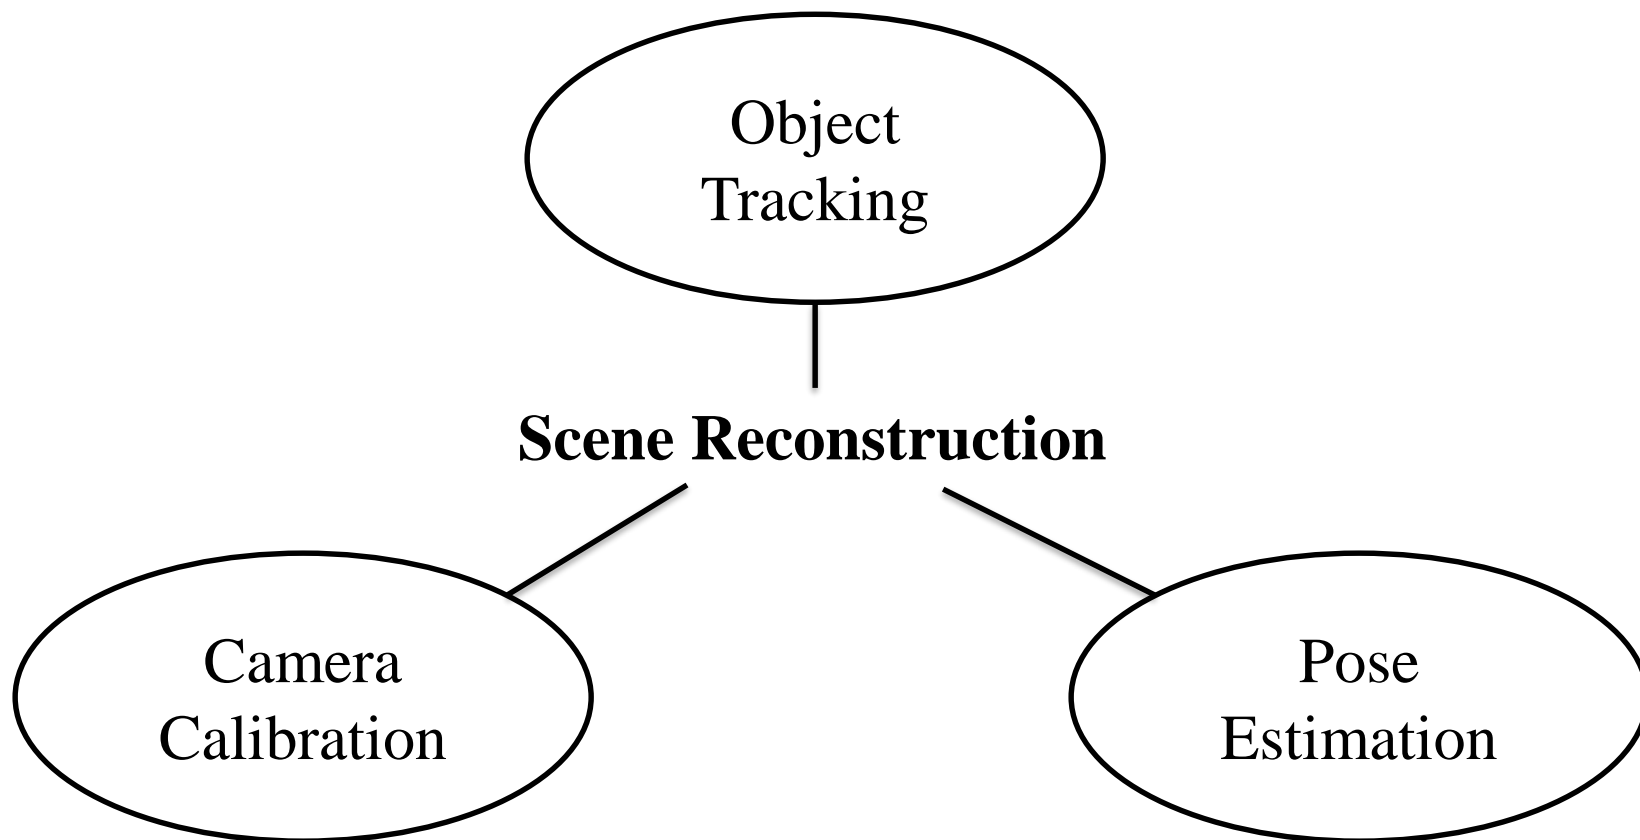 Object
Tracking
Scene Reconstruction
Camera
Calibration
Pose
Estimation